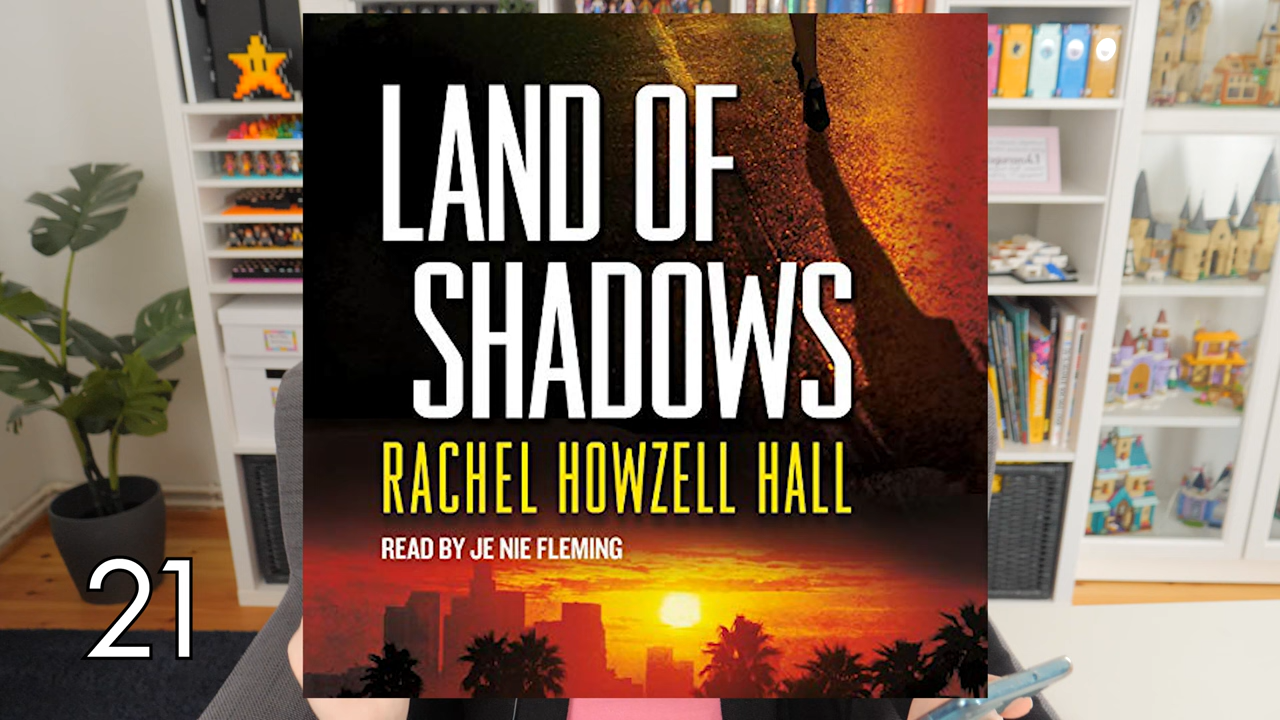 LAND OF
SHADOWS
RACHEL HOWZELL HALL
READ BY JE NIE FLEMING
21